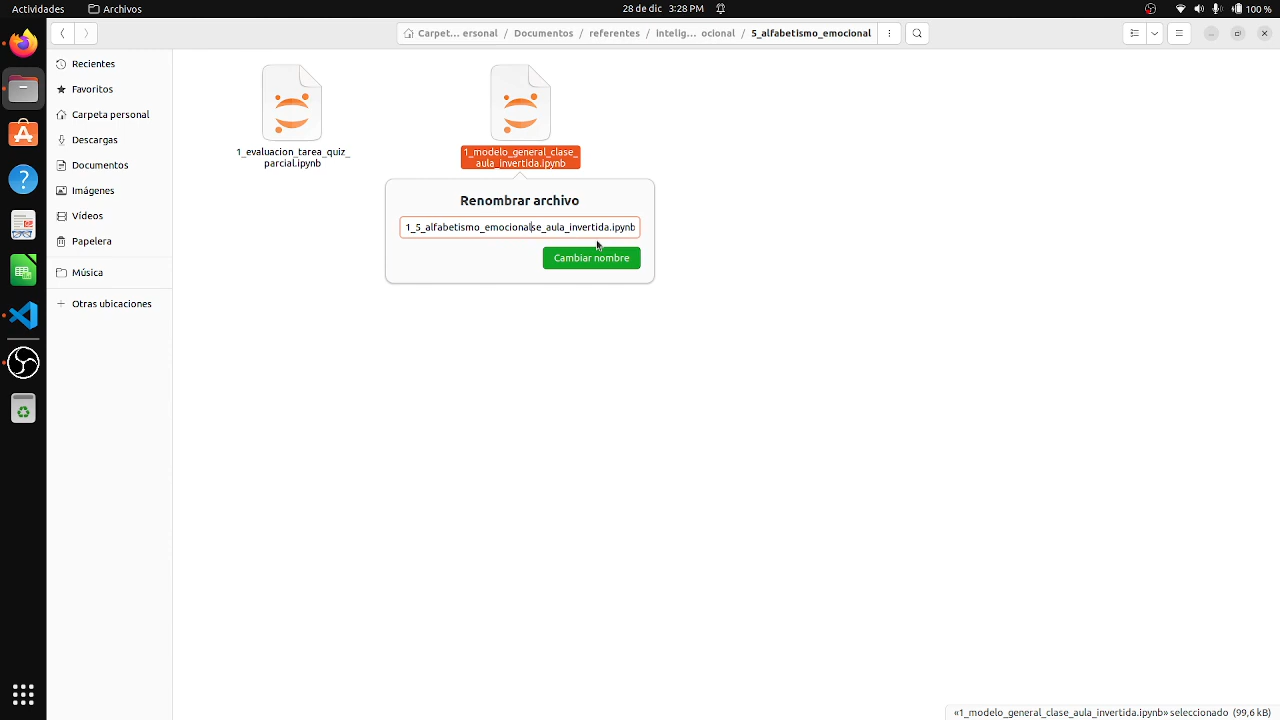 Actividades
Archivos
28 de dic 3:28 PM
100 %
Carpet... ersonal / Documentos / referentes / intelig... ocional / 5_alfabetismo_emocional
Recientes
Favoritos
Carpeta personal
Descargas
Documentos
Imágenes
Vídeos
Papelera
Música
+ Otras ubicaciones
1_evaluacion_tarea_quiz_
parcial.ipynb
1_modelo_general_clase_
aula_invertida.ipynb
Renombrar archivo
1_5_alfabetismo_emocionalse_aula_invertida.ipynb
Cambiar nombre
«1_modelo_general_clase_aula_invertida.ipynb» seleccionado (99,6 kB)